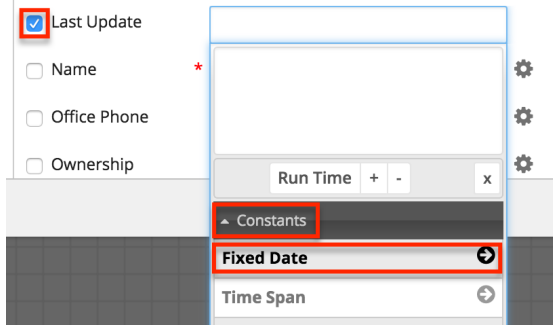 Last Update
Name *
Office Phone
Ownership
Run Time + - x
Constants
Fixed Date
Time Span